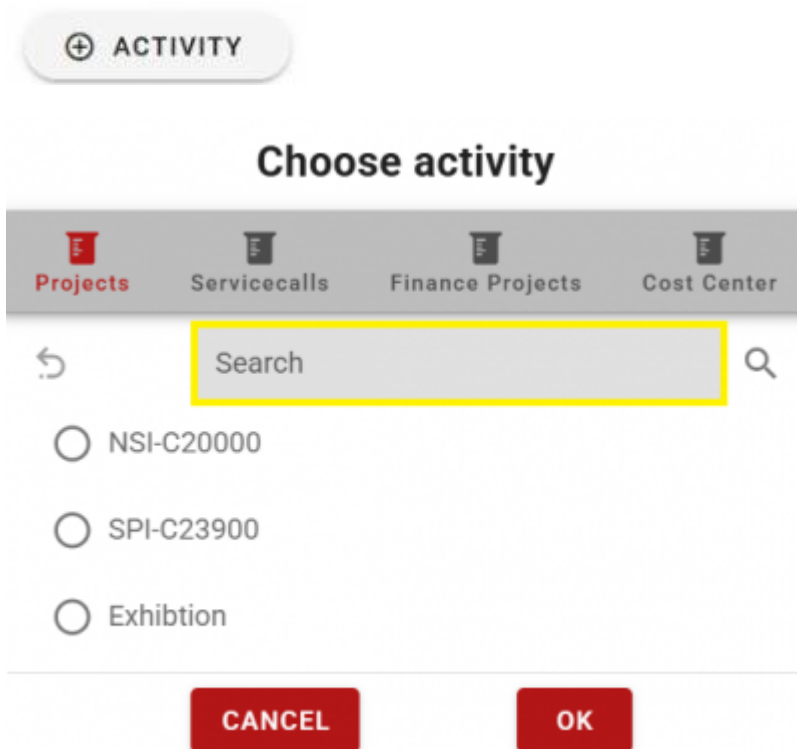 ACTIVITY
Choose activity
Projects Servicecalls Finance Projects Cost Center
Search
NSI-C20000
SPI-C23900
Exhibtion
CANCEL OK